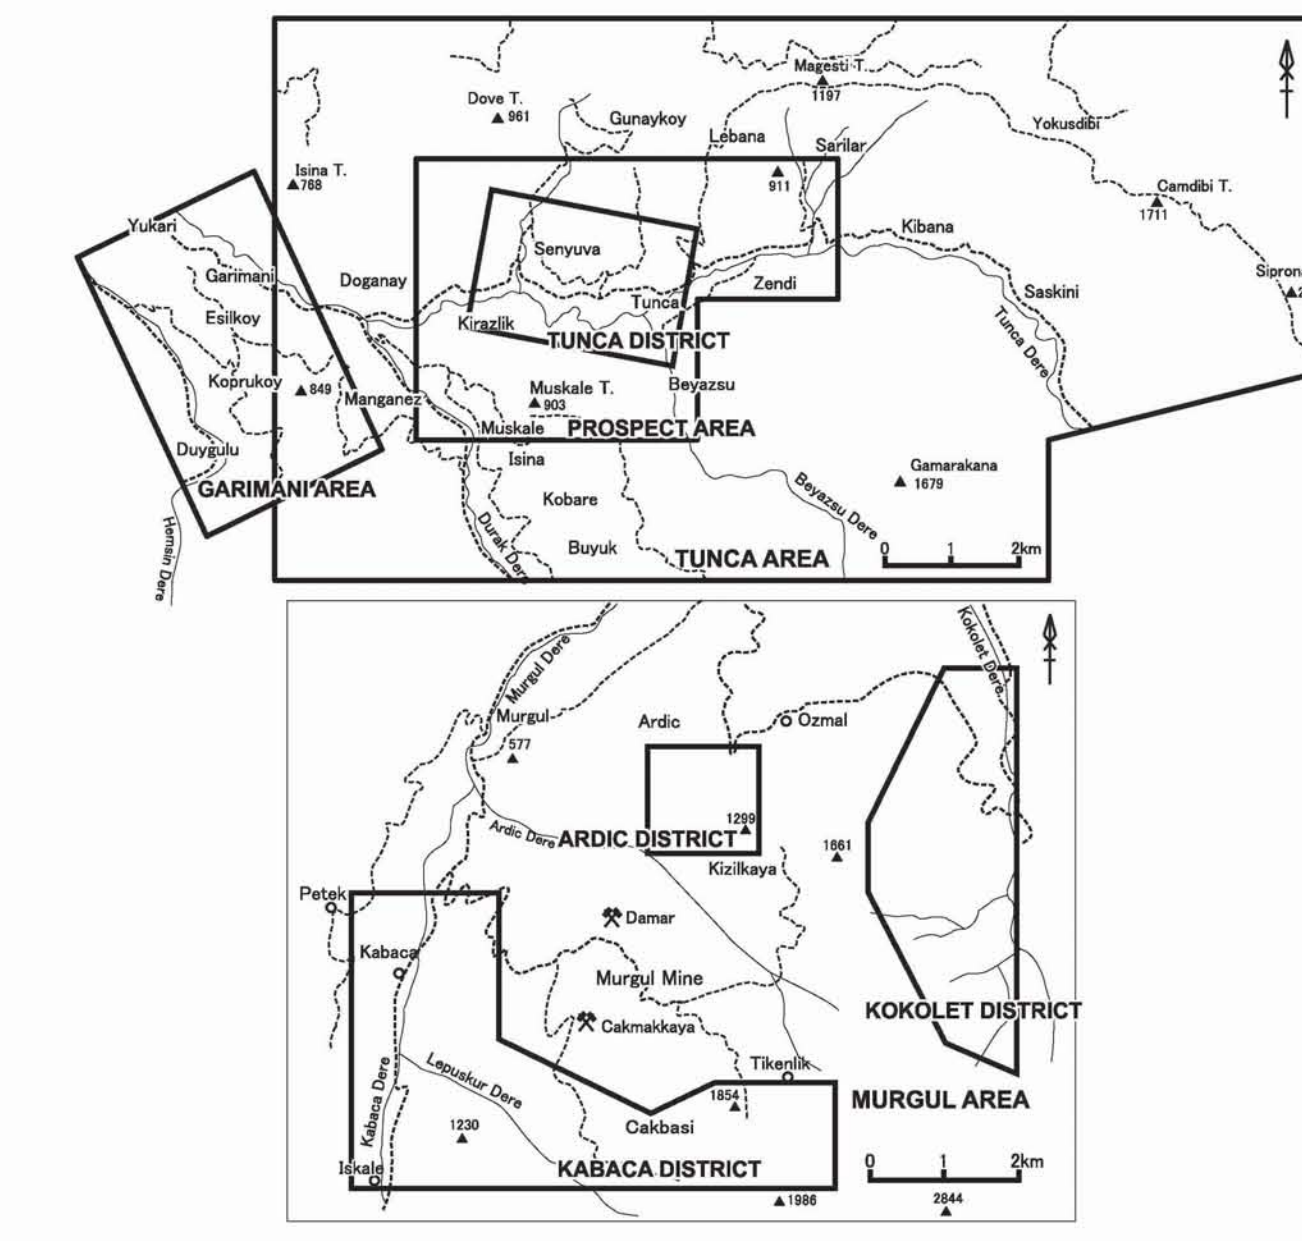 Magesti T.
1197
Dove T.
961
Gunaykoy
Lebana
Sarilar
Yokusdibi
Isina T.
768
911
Camdibi T.
1711
Yukari
Senyuva
Kibana
Garimani
Doganay
Zendi
Saskini
Tunca
Esilkoy
Kirazlik
TUNCA DISTRICT
Tunca Dere
Koprukoy
849
Manganez
Muskale T.
903
Beyazsu
Muskale
PROSPECT AREA
Duygulu
Isina
Gamarakana
1679
GARIMANI AREA
Kobare
Beyazsu Dere
Hemsin Dere
Durak Dere
Buyuk
TUNCA AREA
0 1 2km
Kokolet Dere
Murgul Dere
Murgul
577
Ardic
Ozmal
1299
Ardic Dere
ARDIC DISTRICT
1661
Kizilkaya
Petek
Damar
Kabaca
Murgul Mine
KOKOLET DISTRICT
Cakmakkaya
Tikenlik
Lepuskur Dere
Kabaca Dere
1854
MURGUL AREA
1230
Cakbasi
Iskale
KABACA DISTRICT
0 1 2km
1986
2844